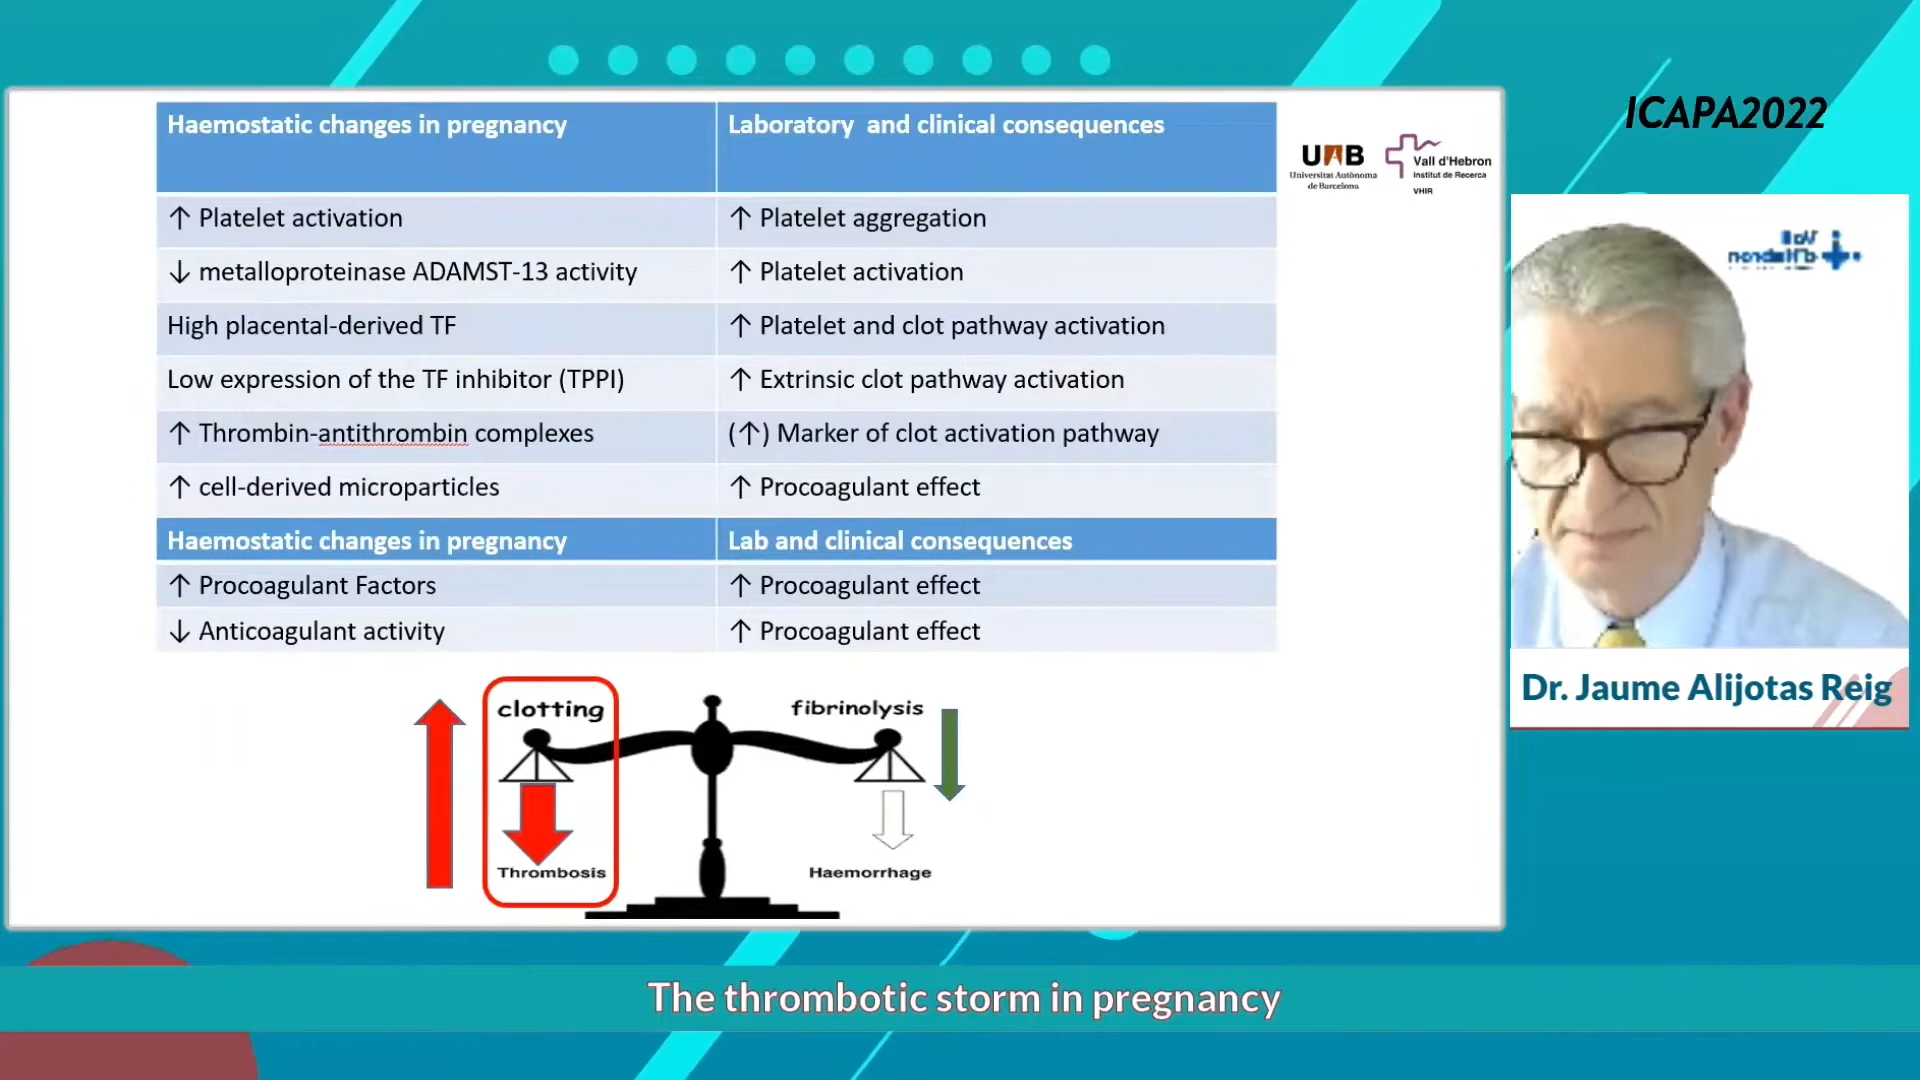 ICAPA2022
Haemostatic changes in pregnancy
Laboratory and clinical consequences
↑ Platelet activation
↑ Platelet aggregation
↓ metalloproteinase ADAMST-13 activity
↑ Platelet activation
High placental-derived TF
↑ Platelet and clot pathway activation
Low expression of the TF inhibitor (TPPI)
↑ Extrinsic clot pathway activation
↑ Thrombin-antithrombin complexes
(↑) Marker of clot activation pathway
↑ cell-derived microparticles
↑ Procoagulant effect
Haemostatic changes in pregnancy
Lab and clinical consequences
↑ Procoagulant Factors
↑ Procoagulant effect
↓ Anticoagulant activity
↑ Procoagulant effect
clotting
fibrinolysis
Thrombosis
Haemorrhage
UAB
Universitat Autònoma
de Barcelona
Vall d'Hebron
Institut de Recerca
VHIR
Vall
d'Hebron
Dr. Jaume Alijotas Reig
The thrombotic storm in pregnancy